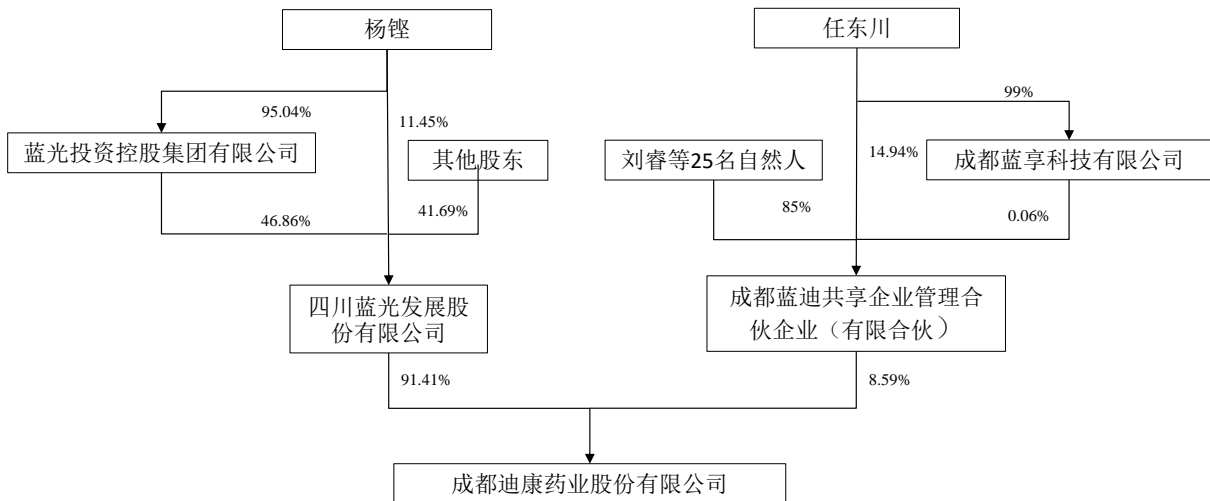 杨铿
任东川
95.04%
99%
11.45%
蓝光投资控股集团有限公司
其他股东
刘睿等25名自然人
14.94%
成都蓝享科技有限公司
46.86%
41.69%
85%
0.06%
四川蓝光发展股
份有限公司
成都蓝迪共享企业管理合
伙企业（有限合伙）
91.41%
8.59%
成都迪康药业股份有限公司